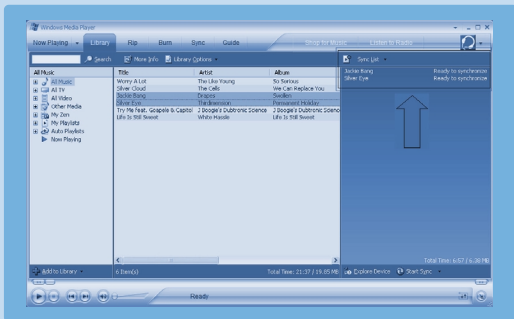 Windows Media Player
Now Playing Library Rip Burn Sync Guide Shop for Music Listen to Radio
Search More Info Library Options Sync List
All Music Title Artist Album
All Music
All TV
All Video
Other Media
My Zen
My Playlists
Auto Playlists
Now Playing
Worry A Lot The Like Young So Serious
Silver Cloud The Cells We Can Replace You
Jackie Bang Drapes Swollen
Silver Eye Thirdimension Permanent Holiday
Try Me Feat. Goapele & Capitol J Boogie's Dubtronic Science J Boogie's Dubtronic Science
Life Is Still Sweet White Hassle Life Is Still Sweet
Jackie Bang Ready to synchronize
Silver Eye Ready to synchronize
Total Time: 6:57 / 6.38 MB
Add to Library 6 Item(s) Total Time: 21:37 / 19.85 MB Explore Device Start Sync
Ready